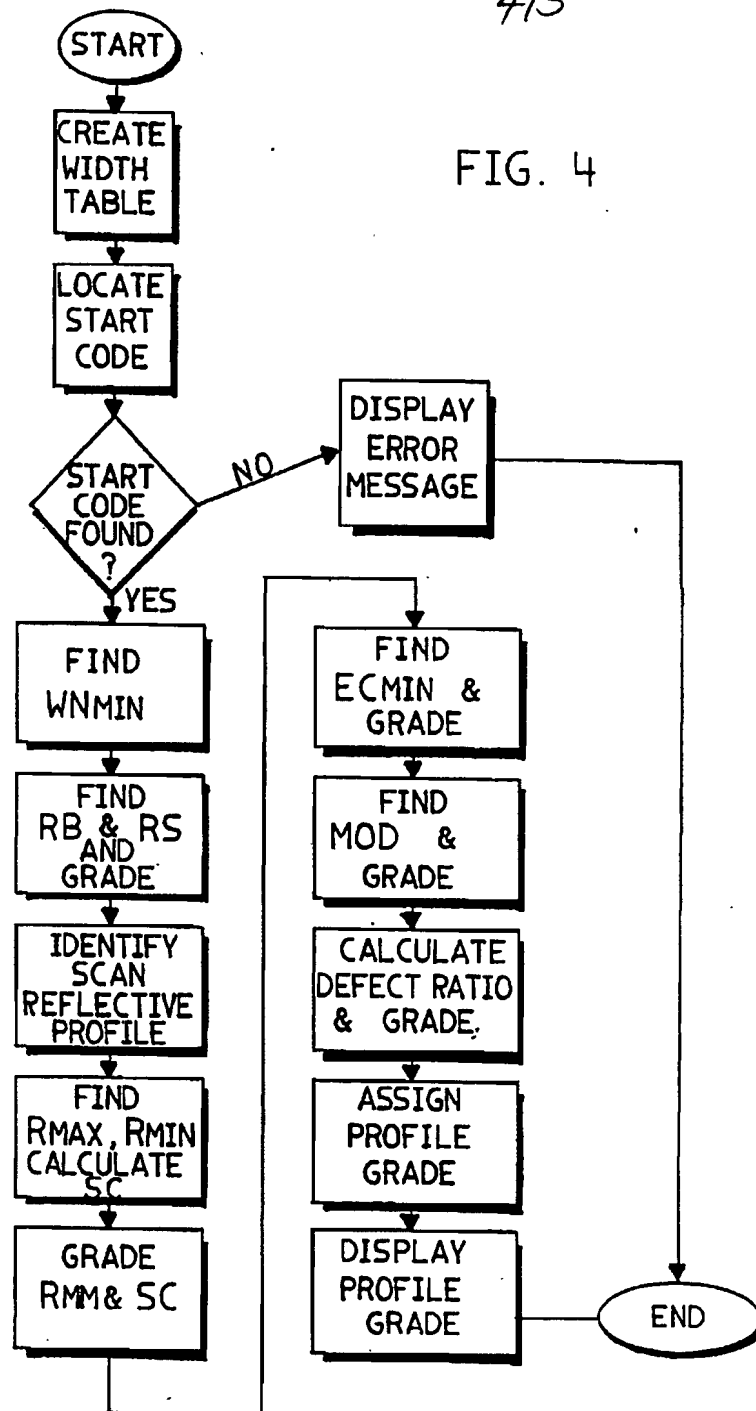 4/5
START
FIG. 4
CREATE
WIDTH
TABLE
LOCATE
START
CODE
START
CODE
FOUND
?
NO
DISPLAY
ERROR
MESSAGE
YES
FIND
WNMIN
FIND
RB & RS
AND
GRADE
IDENTIFY
SCAN
REFLECTIVE
PROFILE
FIND
RMAX, RMIN
CALCULATE
SC
GRADE
RMM& SC
FIND
ECMIN &
GRADE
FIND
MOD &
GRADE
CALCULATE
DEFECT RATIO
& GRADE.
ASSIGN
PROFILE
GRADE
DISPLAY
PROFILE
GRADE
END